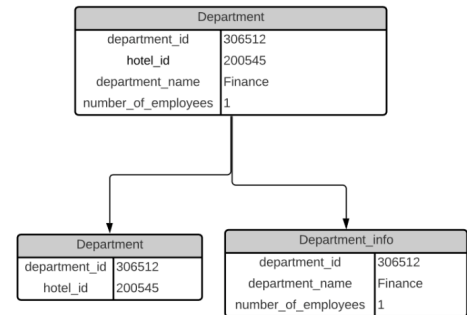 Department
department_id 306512
hotel_id 200545
department_name Finance
number_of_employees 1
Department
department_id 306512
hotel_id 200545
Department_info
department_id 306512
department_name Finance
number_of_employees 1